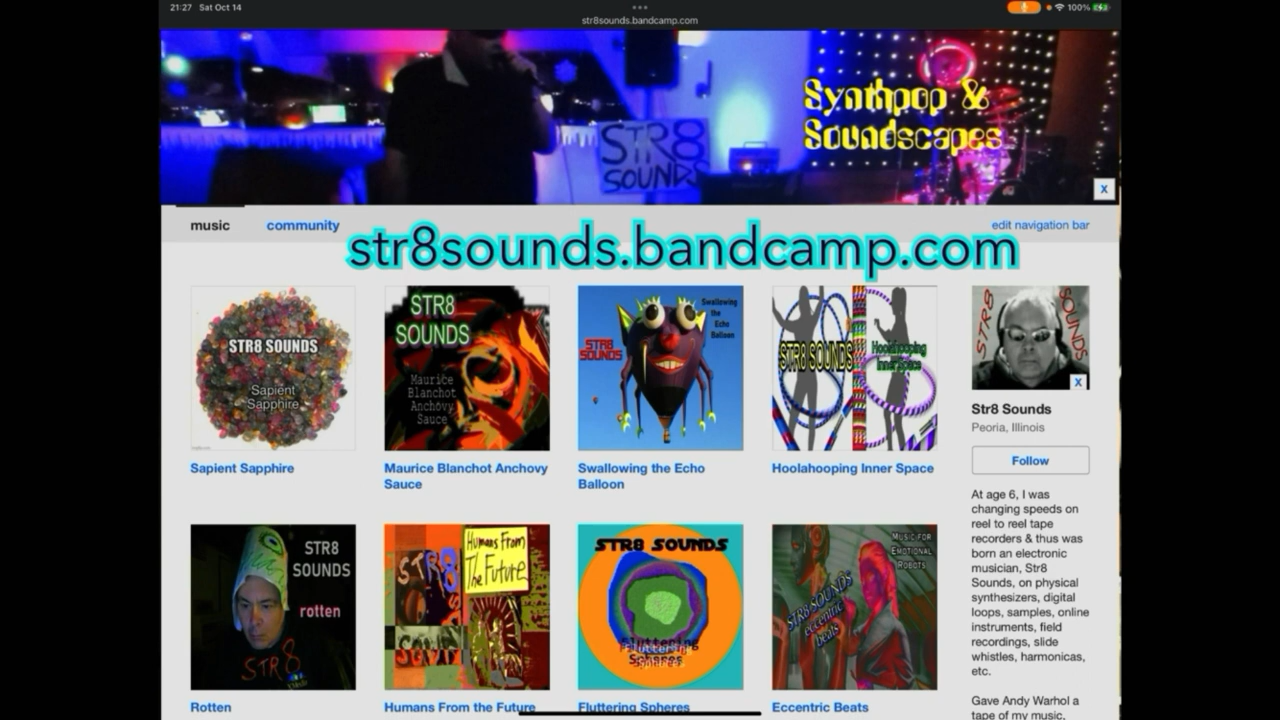 21:27 Sat Oct 14
100%
str8sounds.bandcamp.com
Synthpop &
Soundscapes
STR8
SOUNDS
X
music
community
edit navigation bar
str8sounds.bandcamp.com
STR8 SOUNDS
Sapient
Sapphire
STR8
SOUNDS
Maurice
Blanchot
Anchovy
Sauce
Swallowing
the
Echo
Balloon
STR8
SOUNDS
STR8 SOUNDS
Hoolahooping
Inner Space
STR8
SOUNDS
X
Sapient Sapphire
Maurice Blanchot Anchovy
Sauce
Swallowing the Echo
Balloon
Hoolahooping Inner Space
Str8 Sounds
Peoria, Illinois
Follow
At age 6, I was
changing speeds on
reel to reel tape
recorders & thus was
born an electronic
musician, Str8
Sounds, on physical
synthesizers, digital
loops, samples, online
instruments, field
recordings, slide
whistles, harmonicas,
etc.
Gave Andy Warhol a
tape of my music,
STR8
SOUNDS
rotten
STR8
Humans From
The Future
STR8
STR8 SOUNDS
Fluttering
Spheres
Music for
Emotional
Robots
STR8 SOUNDS
eccentric
beats
Rotten
Humans From the Future
Fluttering Spheres
Eccentric Beats